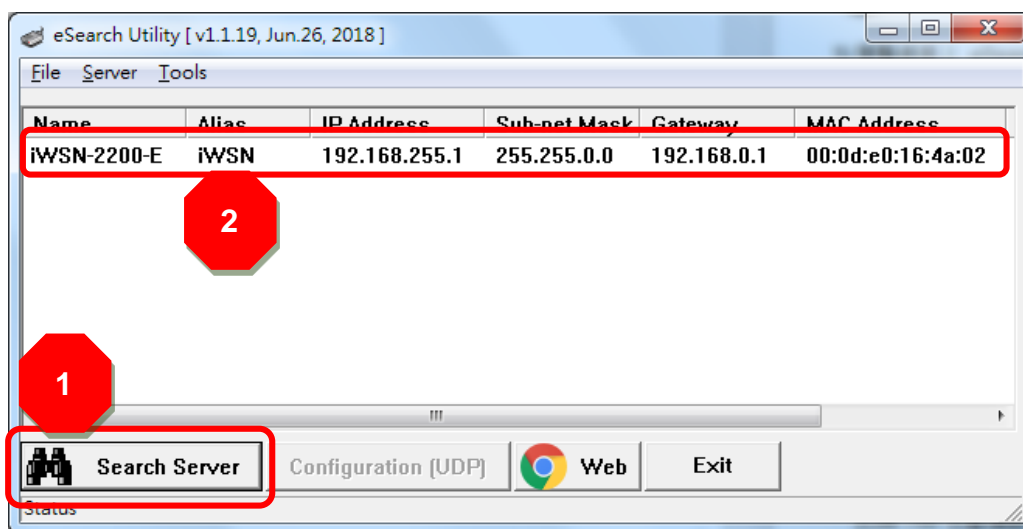 eSearch Utility [ v1.1.19, Jun.26, 2018 ]
File Server Tools
Name Alias IP Address Sub-net Mask Gateway MAC Address
iWSN-2200-E iWSN 192.168.255.1 255.255.0.0 192.168.0.1 00:0d:e0:16:4a:02
2
1
Search Server Configuration (UDP) Web Exit
Status